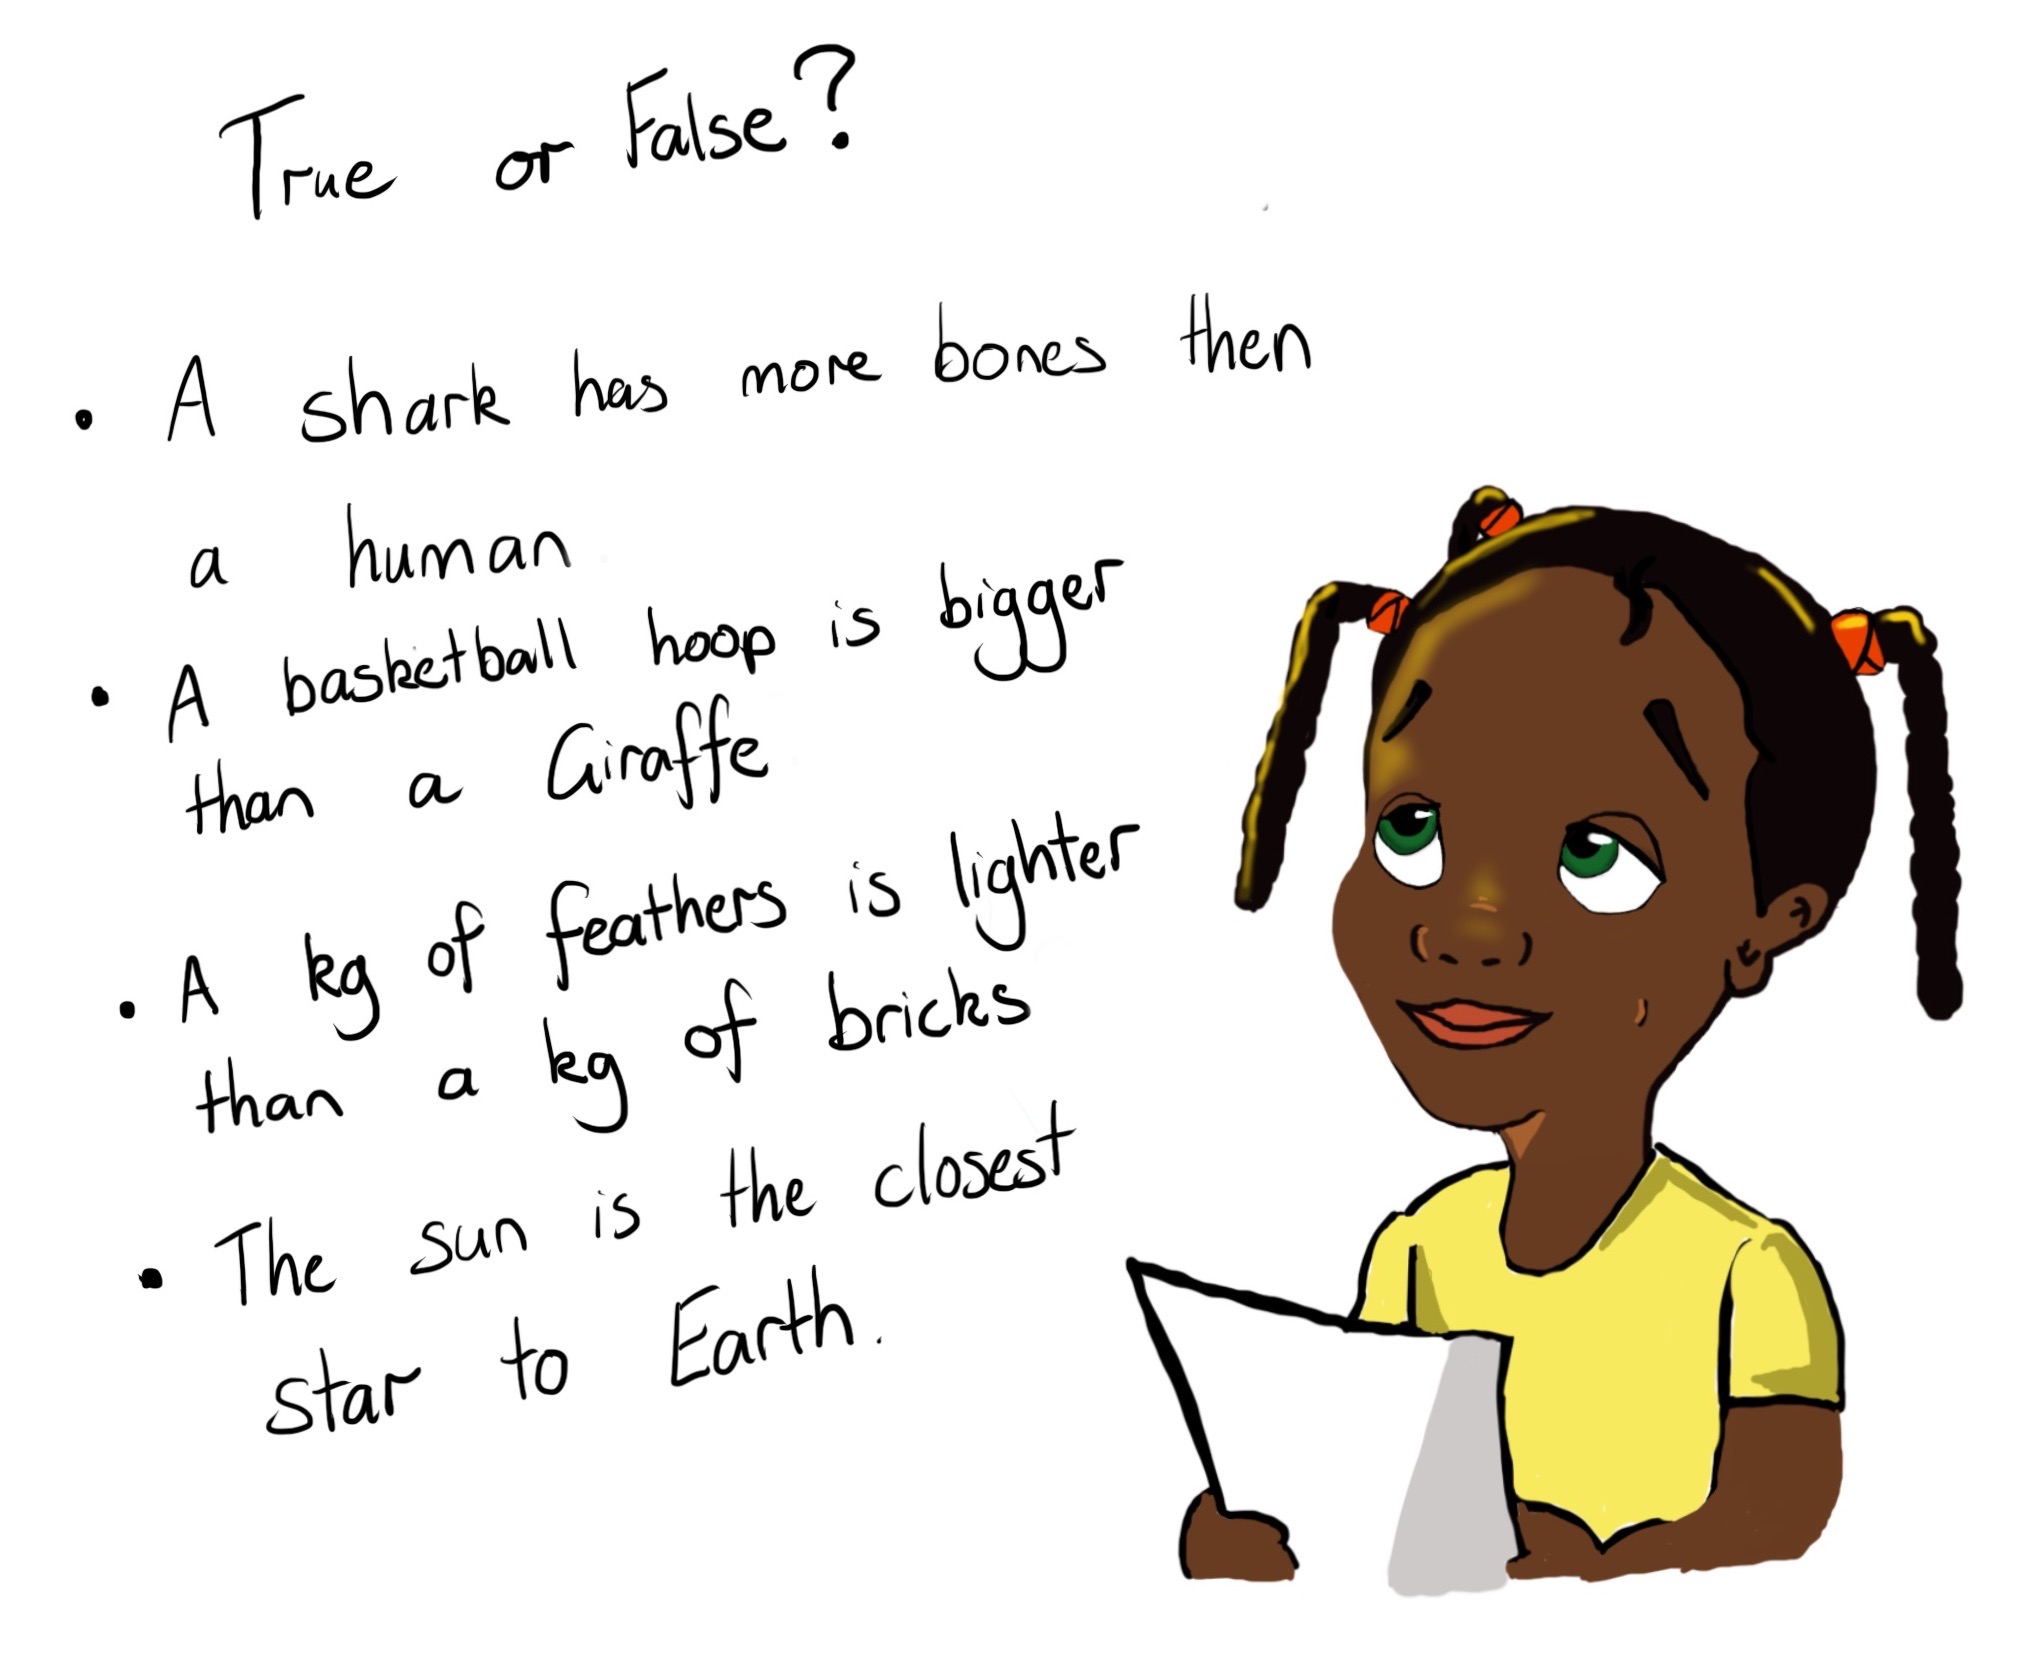 True or False?
• A shark has more bones then
a human
• A basketball hoop is bigger
than a Giraffe
• A kg of feathers is lighter
than a kg of bricks
• The sun is the closest
star to Earth.